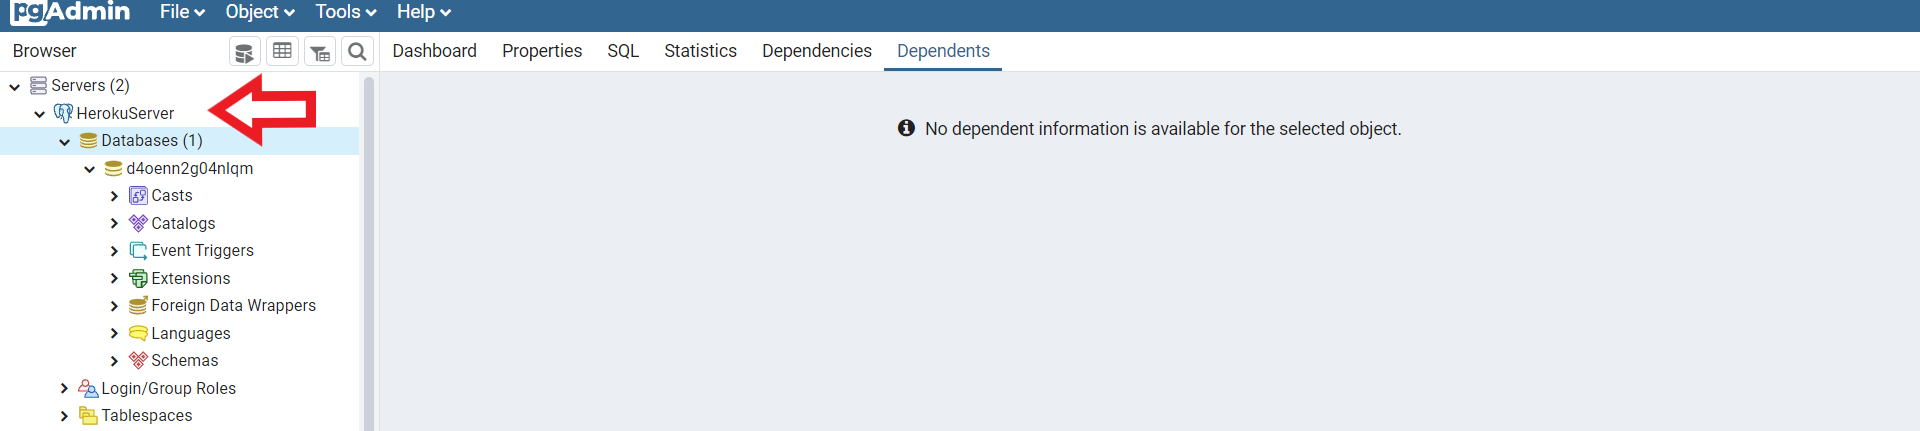 pgAdmin File Object Tools Help
Browser Dashboard Properties SQL Statistics Dependencies Dependents
Servers (2)
HerokuServer
Databases (1)
d4oenn2g04nlqm
Casts
Catalogs
Event Triggers
Extensions
Foreign Data Wrappers
Languages
Schemas
Login/Group Roles
Tablespaces
No dependent information is available for the selected object.